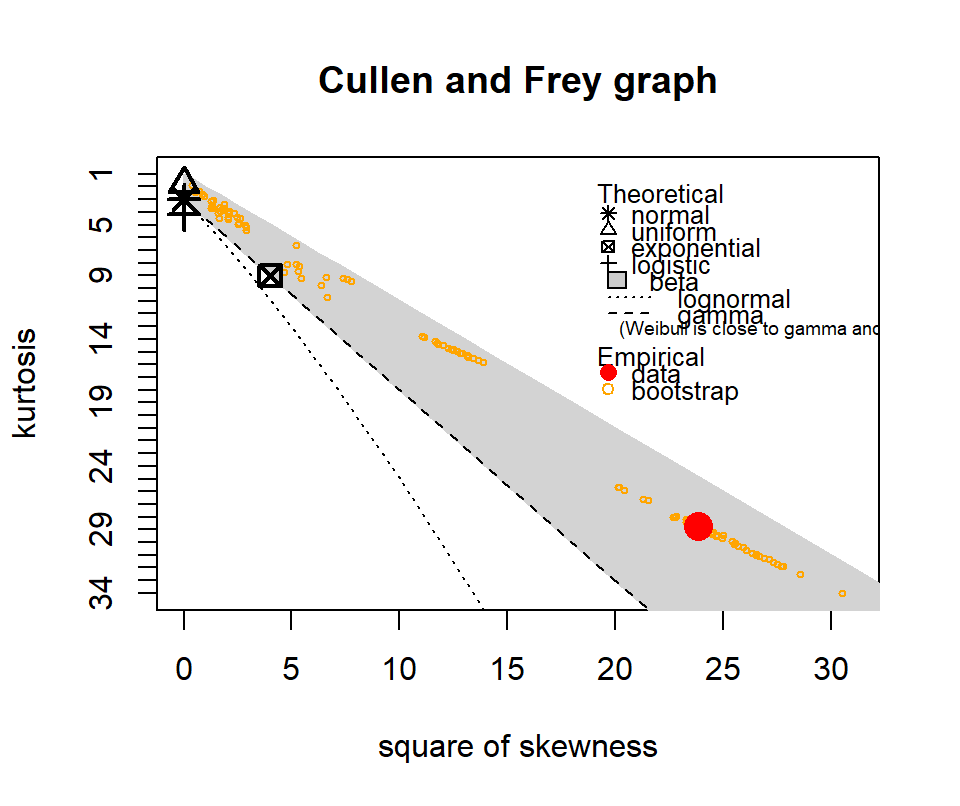 Cullen and Frey graph
kurtosis
1
5
9
14
19
24
29
34
Theoretical
normal
uniform
exponential
logistic
beta
lognormal
gamma
(Weibull is close to gamma and
Empirical
data
bootstrap
0 5 10 15 20 25 30
square of skewness